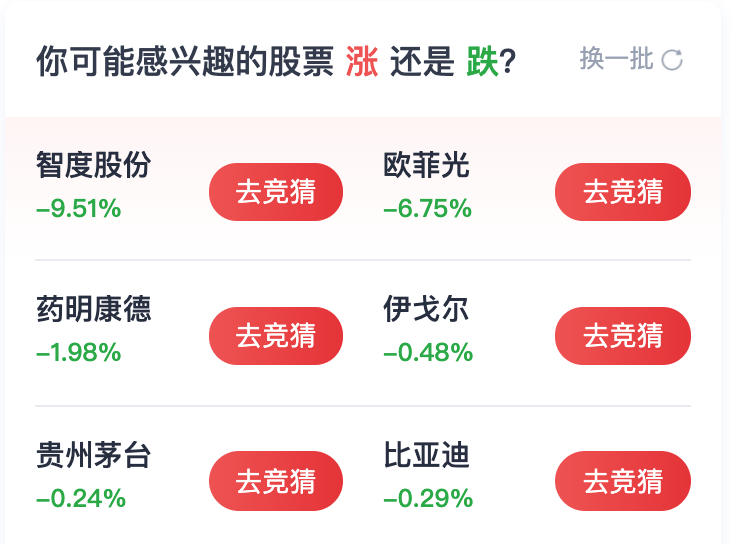 你可能感兴趣的股票 涨 还是 跌? 换一批
智度股份 欧菲光
去竞猜 去竞猜
-9.51% -6.75%
药明康德 伊戈尔
去竞猜 去竞猜
-1.98% -0.48%
贵州茅台 比亚迪
去竞猜 去竞猜
-0.24% -0.29%